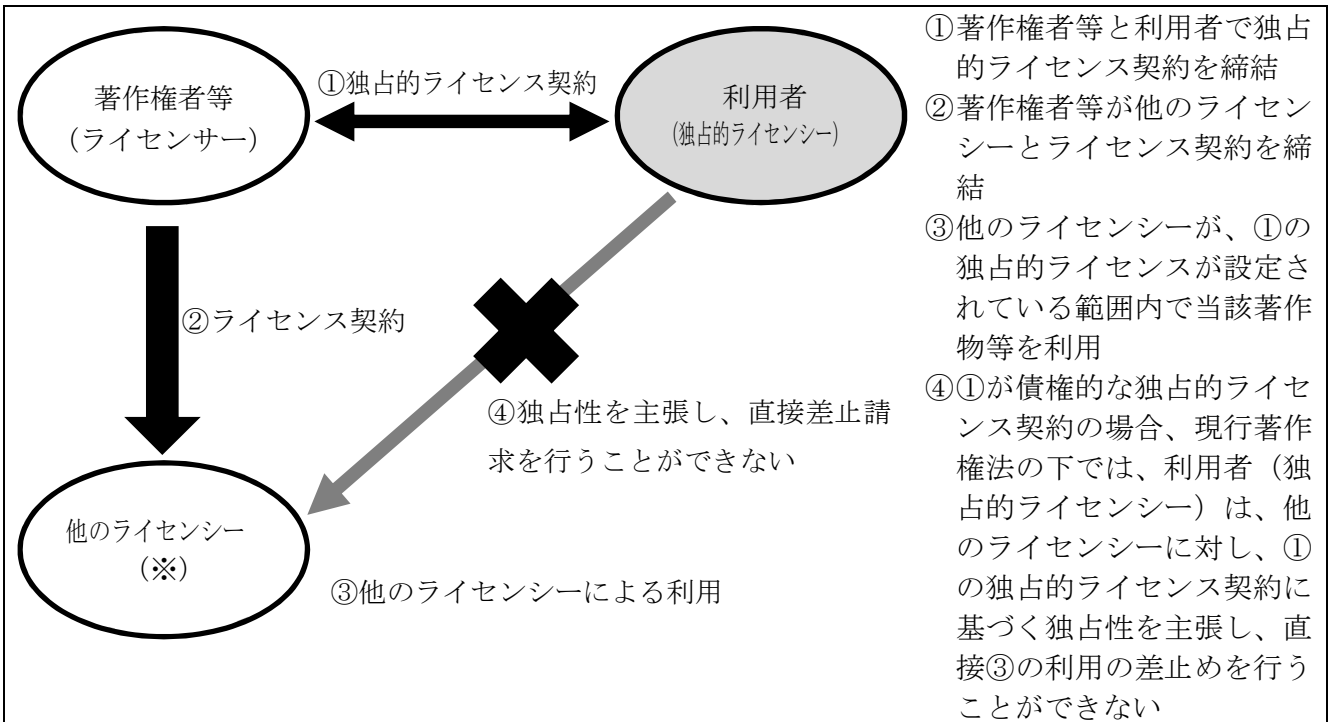 著作権者等
（ライセンサー）
①独占的ライセンス契約
利用者
（独占的ライセンシー）
②ライセンス契約
④独占性を主張し、直接差止請
求を行うことができない
他のライセンシー
（※）
③他のライセンシーによる利用
①著作権者等と利用者で独占
的ライセンス契約を締結
②著作権者等が他のライセン
シーとライセンス契約を締
結
③他のライセンシーが、①の
独占的ライセンスが設定さ
れている範囲内で当該著作
物等を利用
④①が債権的な独占的ライセ
ンス契約の場合、現行著作
権法の下では、利用者（独
占的ライセンシー）は、他
のライセンシーに対し、①
の独占的ライセンス契約に
基づく独占性を主張し、直
接③の利用の差止めを行う
ことができない